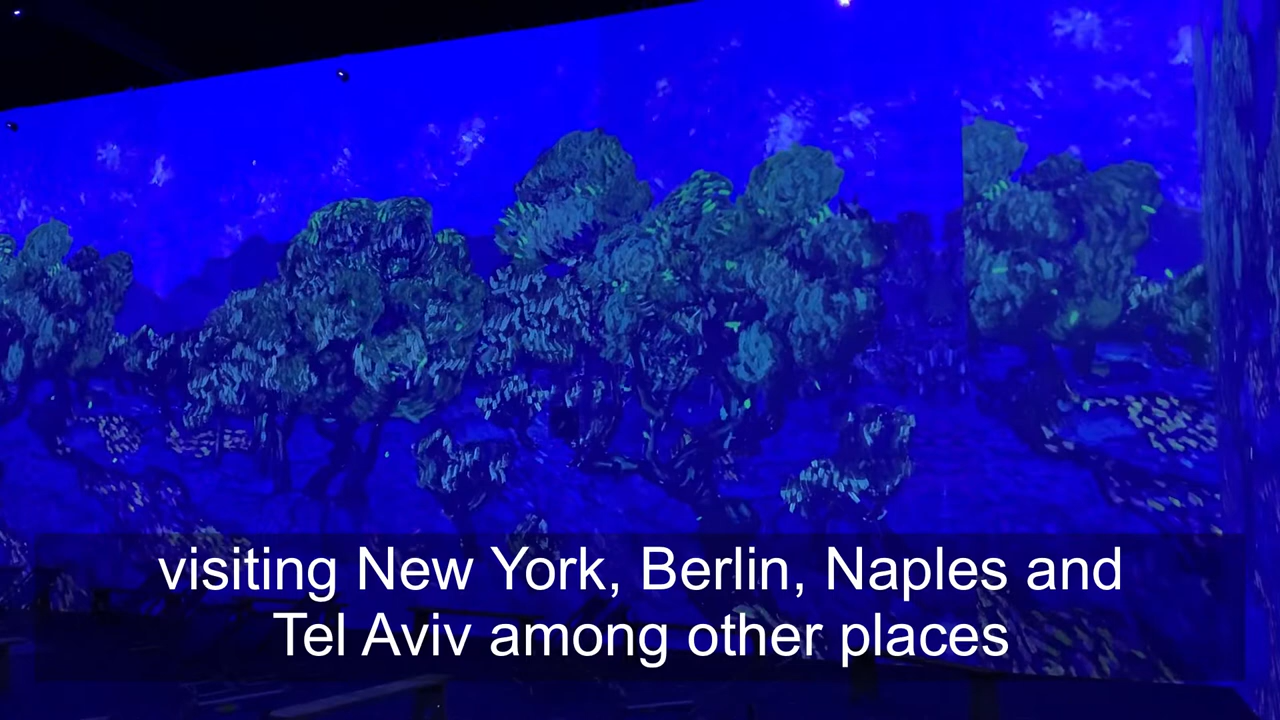 visiting New York, Berlin, Naples and
Tel Aviv among other places